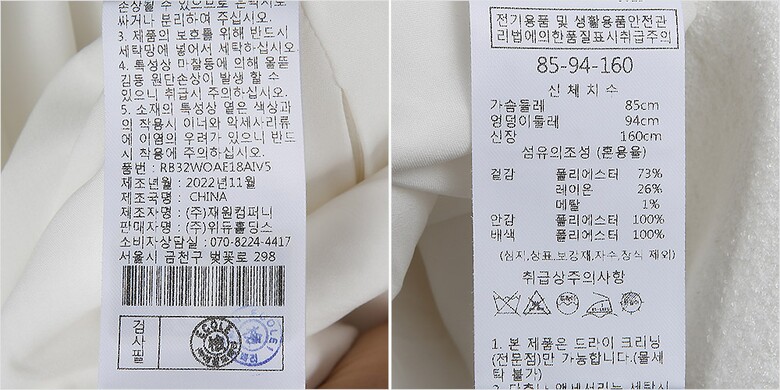 손상될 수 있으므로 손세탁시
싸거나 분리하여 주십시오.
3. 제품의 보호를 위해 반드시
세탁망에 넣어서 세탁하십시오.
4. 특성상 마찰등에 의해 올뜯
김등 원단손상이 발생 할 수
있으니 취급시 주의하십시오.
5. 소재의 특성상 옅은 색상과
의 착용시 이너와 악세사리류
에 이염의 우려가 있으니 반드
시 착용에 주의하십시오.
품번 : RB32WOAE18AIV5
제조년월 : 2022년11월
제조국명 : CHINA
제조자명 : (주)재원컴퍼니
판매자명 : (주)위듀홀딩스
소비자상담실 : 070-8224-4417
서울시 금천구 벚꽃로 298
검사필
전기용품 및 생활용품안전관
리법에의한품질표시취급주의
85-94-160
신체치수
가슴둘레 85cm
엉덩이둘레 94cm
신장 160cm
섬유의조성 (혼용율)
겉감 폴리에스터 73%
레이온 26%
메탈 1%
안감 폴리에스터 100%
배색 폴리에스터 100%
(심지,상표,보강재,자수,장식 제외)
취급상주의사항
1. 본 제품은 드라이 크리닝
(전문점)만 가능합니다.(물세
탁 불가)